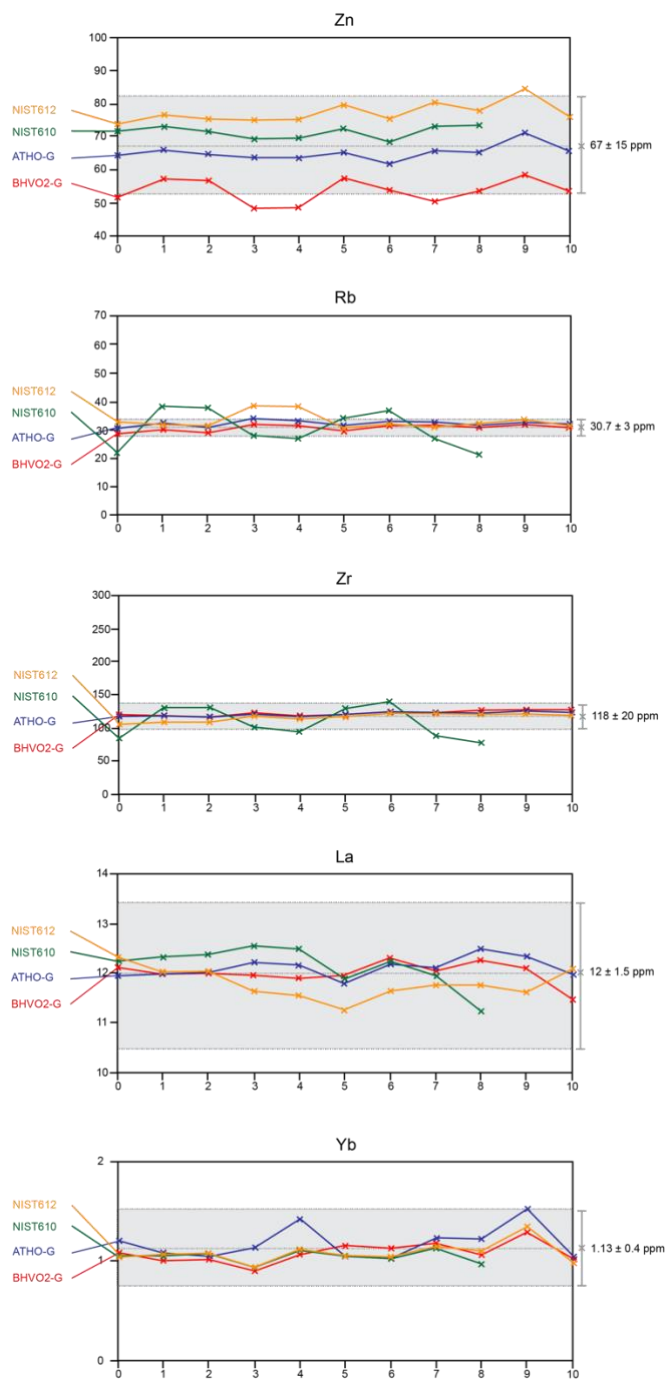 Zn
100
90
80
70
60
50
40
NIST612
NIST610
ATHO-G
BHVO2-G
67 ± 15 ppm
0 1 2 3 4 5 6 7 8 9 10
Rb
70
60
50
40
30
20
10
0
NIST612
NIST610
ATHO-G
BHVO2-G
30.7 ± 3 ppm
0 1 2 3 4 5 6 7 8 9 10
Zr
300
250
200
150
100
50
0
NIST612
NIST610
ATHO-G
BHVO2-G
118 ± 20 ppm
0 1 2 3 4 5 6 7 8 9 10
La
14
13
12
11
10
NIST612
NIST610
ATHO-G
BHVO2-G
12 ± 1.5 ppm
0 1 2 3 4 5 6 7 8 9 10
Yb
2
1
0
NIST612
NIST610
ATHO-G
BHVO2-G
1.13 ± 0.4 ppm
0 1 2 3 4 5 6 7 8 9 10